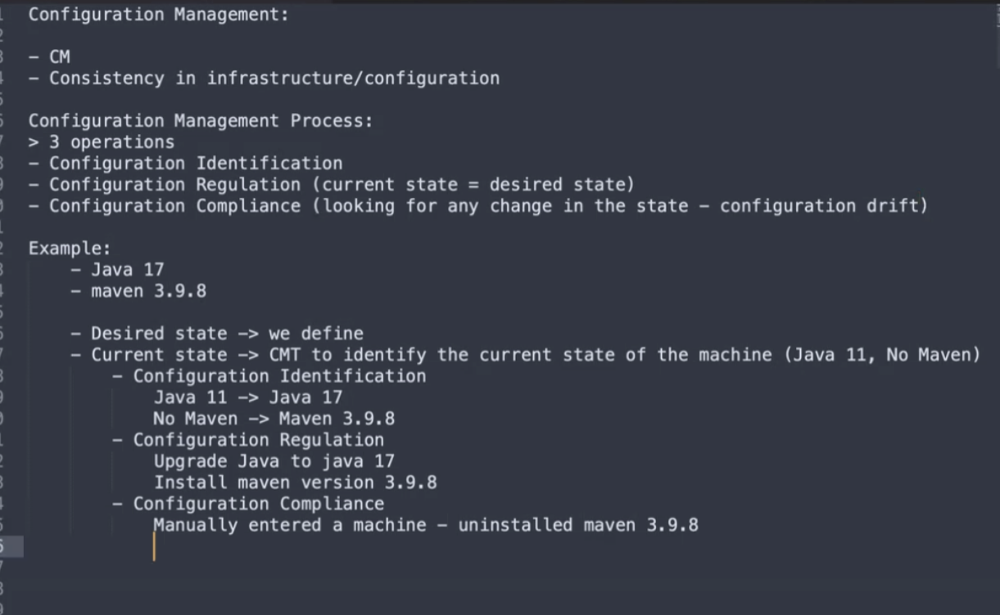 Configuration Management:
- CM
- Consistency in infrastructure/configuration
Configuration Management Process:
> 3 operations
- Configuration Identification
- Configuration Regulation (current state = desired state)
- Configuration Compliance (looking for any change in the state - configuration drift)
Example:
- Java 17
- maven 3.9.8
- Desired state -> we define
- Current state -> CMT to identify the current state of the machine (Java 11, No Maven)
- Configuration Identification
Java 11 -> Java 17
No Maven -> Maven 3.9.8
- Configuration Regulation
Upgrade Java to java 17
Install maven version 3.9.8
- Configuration Compliance
Manually entered a machine - uninstalled maven 3.9.8